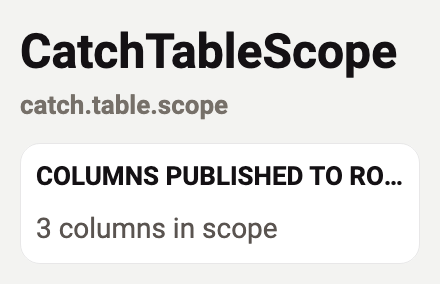 CatchTableScope
catch.table.scope
COLUMNS PUBLISHED TO RO...
3 columns in scope